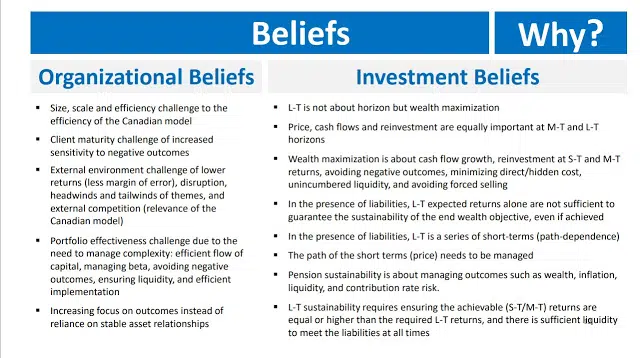 Beliefs
Why?
Organizational Beliefs
▪ Size, scale and efficiency challenge to the
efficiency of the Canadian model
▪ Client maturity challenge of increased
sensitivity to negative outcomes
▪ External environment challenge of lower
returns (less margin of error), disruption,
headwinds and tailwinds of themes, and
external competition (relevance of the
Canadian model)
▪ Portfolio effectiveness challenge due to the
need to manage complexity: efficient flow of
capital, managing beta, avoiding negative
outcomes, ensuring liquidity, and efficient
implementation
▪ Increasing focus on outcomes instead of
reliance on stable asset relationships
Investment Beliefs
▪ L-T is not about horizon but wealth maximization
▪ Price, cash flows and reinvestment are equally important at M-T and L-T
horizons
▪ Wealth maximization is about cash flow growth, reinvestment at S-T and M-T
returns, avoiding negative outcomes, minimizing direct/hidden cost,
unincumbered liquidity, and avoiding forced selling
▪ In the presence of liabilities, L-T expected returns alone are not sufficient to
guarantee the sustainability of the end wealth objective, even if achieved
▪ In the presence of liabilities, L-T is a series of short-terms (path-dependence)
▪ The path of the short terms (price) needs to be managed
▪ Pension sustainability is about managing outcomes such as wealth, inflation,
liquidity, and contribution rate risk.
▪ L-T sustainability requires ensuring the achievable (S-T/M-T) returns are
equal or higher than the required L-T returns, and there is sufficient liquidity
to meet the liabilities at all times